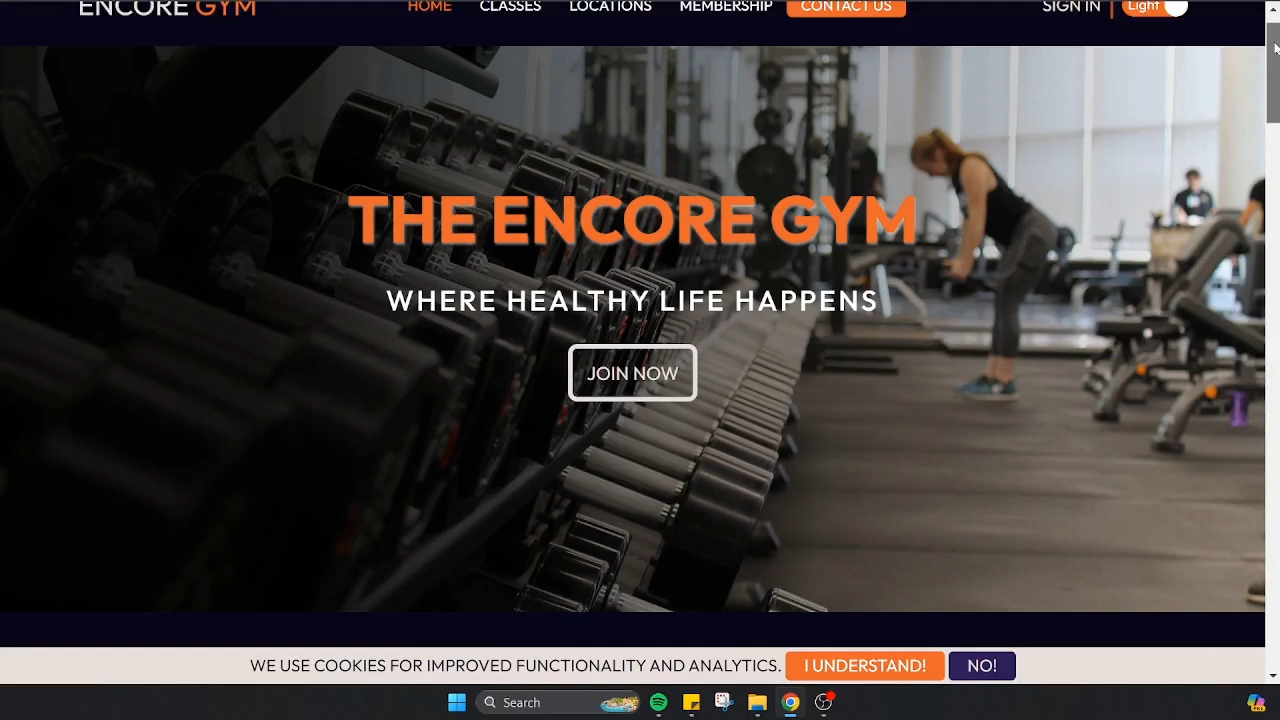 ENCORE GYM
HOME CLASSES LOCATIONS MEMBERSHIP CONTACT US SIGN IN Light
THE ENCORE GYM
WHERE HEALTHY LIFE HAPPENS
JOIN NOW
WE USE COOKIES FOR IMPROVED FUNCTIONALITY AND ANALYTICS. I UNDERSTAND! NO!
Search